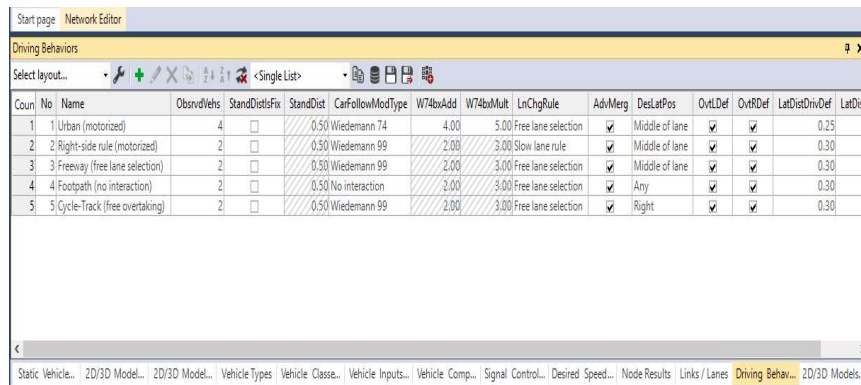 Start page Network Editor
Driving Behaviors
Select layout... <Single List>
Coun No Name ObsrvdVehs StandDistIsFix StandDist CarFollowModType W74bxAdd W74bxMult LnChgRule AdvMerg DesLatPos OvtLDef OvtRDef LatDistDrivDef LatDis
1 1 Urban (motorized) 4 0.50 Wiedemann 74 4.00 5.00 Free lane selection Middle of lane 0.25
2 2 Right-side rule (motorized) 2 0.50 Wiedemann 99 2.00 3.00 Slow lane rule Middle of lane 0.30
3 3 Freeway (free lane selection) 2 0.50 Wiedemann 99 2.00 3.00 Free lane selection Middle of lane 0.30
4 4 Footpath (no interaction) 2 0.50 No interaction 2.00 3.00 Free lane selection Any 0.30
5 5 Cycle-Track (free overtaking) 2 0.50 Wiedemann 99 2.00 3.00 Free lane selection Right 0.30
Static Vehicle... 2D/3D Model... 2D/3D Model... Vehicle Types Vehicle Classe... Vehicle Inputs... Vehicle Comp... Signal Control... Desired Speed... Node Results Links / Lanes Driving Behav... 2D/3D Models